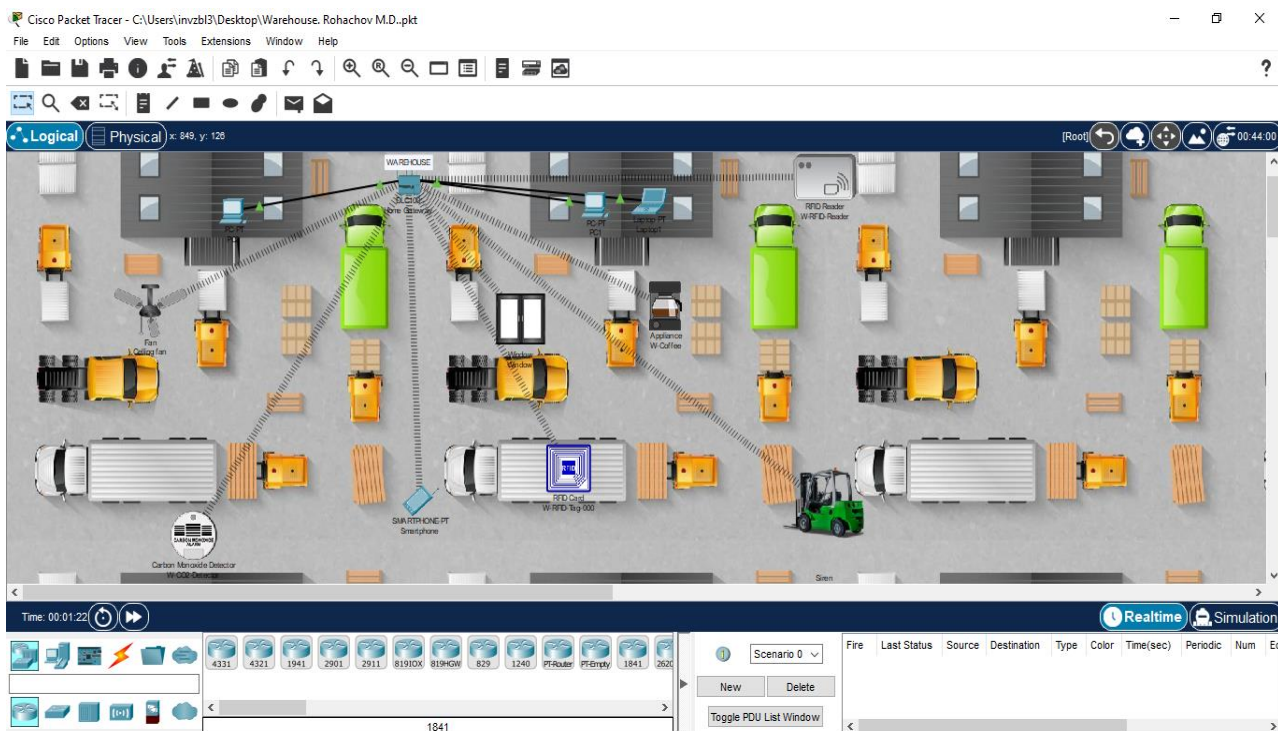 Cisco Packet Tracer - C:\Users\invzbl3\Desktop\Warehouse. Rohachov M.D..pkt
File Edit Options View Tools Extensions Window Help
?
Logical Physical x: 849, y: 126 [Root] 00:44:00
WAREHOUSE
Home Gateway
PC-PT
PC-PT
PC1
Laptop-PT
Laptop1
RFID Reader
W-RFID-Reader
Fan
Ceiling fan
Window
Window
Appliance
W-Coffee
RFID
RFID Card
W-RFID-Tag-000
SMARTPHONE-PT
Smartphone
CARBON MONOXIDE
ALARM
Carbon Monoxide Detector
W-CO2-Detector
Siren
Time: 00:01:22 Realtime Simulation
4331 4321 1941 2901 2911 819IOX 819HGW 829 1240 PT-Router PT-Empty 1841 262
1841
Scenario 0
New Delete
Toggle PDU List Window
Fire Last Status Source Destination Type Color Time(sec) Periodic Num